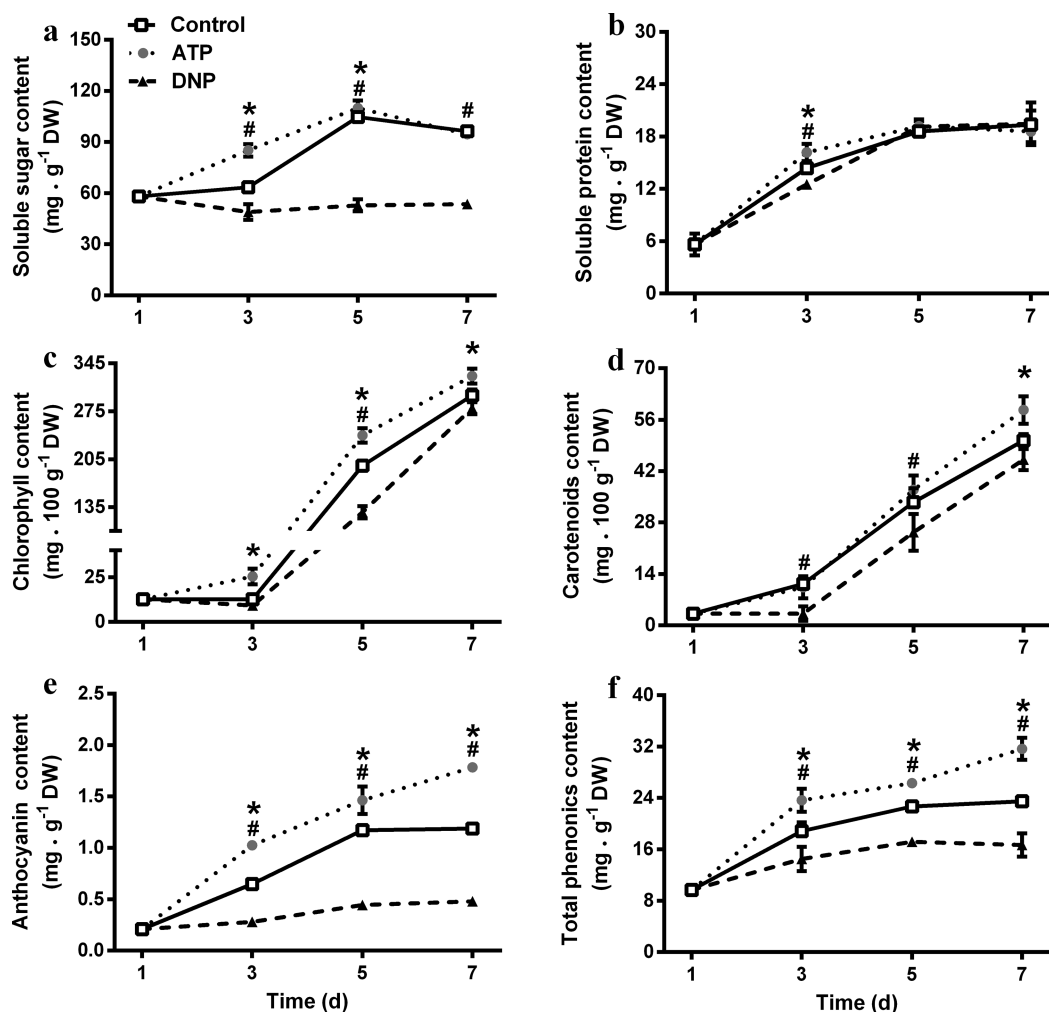 a
Control
ATP
DNP
Soluble sugar content
(mg · g⁻¹ DW)
150
120
90
60
30
0
* # * # #
1 3 5 7
b
Soluble protein content
(mg · g⁻¹ DW)
30
24
18
12
6
0
* #
1 3 5 7
c
Chlorophyll content
(mg · 100 g⁻¹ DW)
345
275
205
135
25
0
* * # *
1 3 5 7
d
Carotenoids content
(mg · 100 g⁻¹ DW)
70
56
42
28
14
0
# # *
1 3 5 7
e
Anthocyanin content
(mg · g⁻¹ DW)
2.5
2.0
1.5
1.0
0.5
0.0
* # * # * #
1 3 5 7
Time (d)
f
Total phenonics content
(mg · g⁻¹ DW)
40
32
24
16
8
0
* # * # * #
1 3 5 7
Time (d)